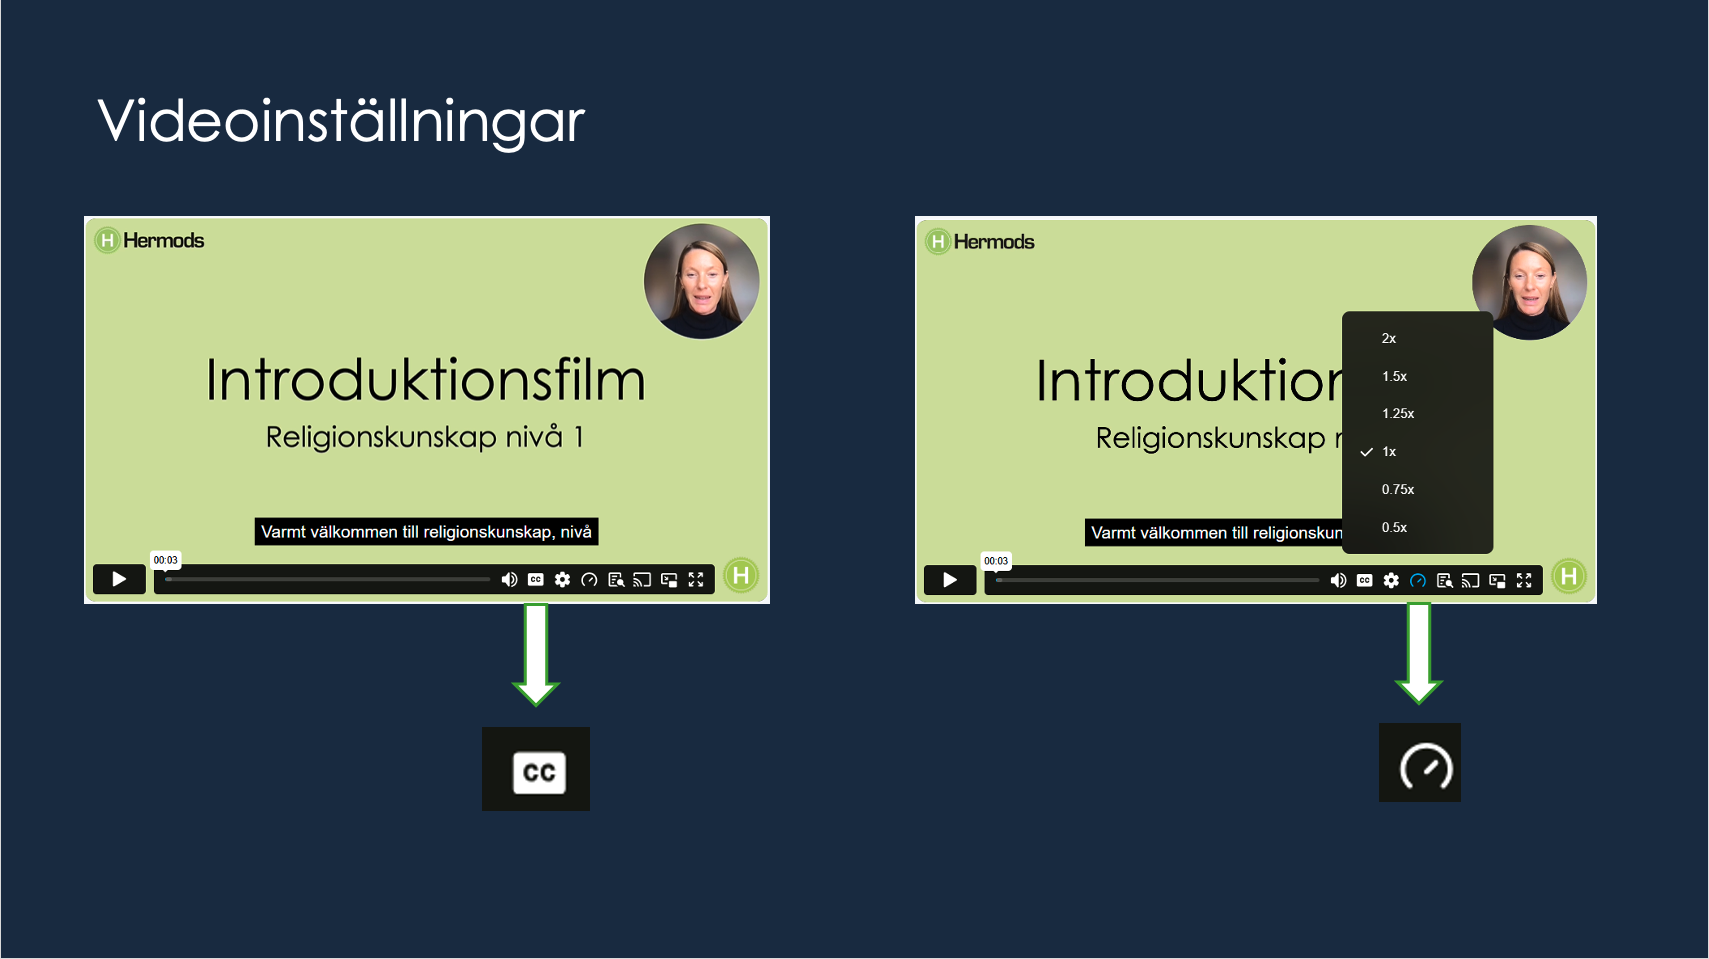 Videoinställningar
H Hermods
Introduktionsfilm
Religionskunskap nivå 1
Varmt välkommen till religionskunskap, nivå
00:03
CC
H
CC
H Hermods
Introduktion
Religionskunskap n
Varmt välkommen till religionskun
2x
1.5x
1.25x
1x
0.75x
0.5x
00:03
CC
H